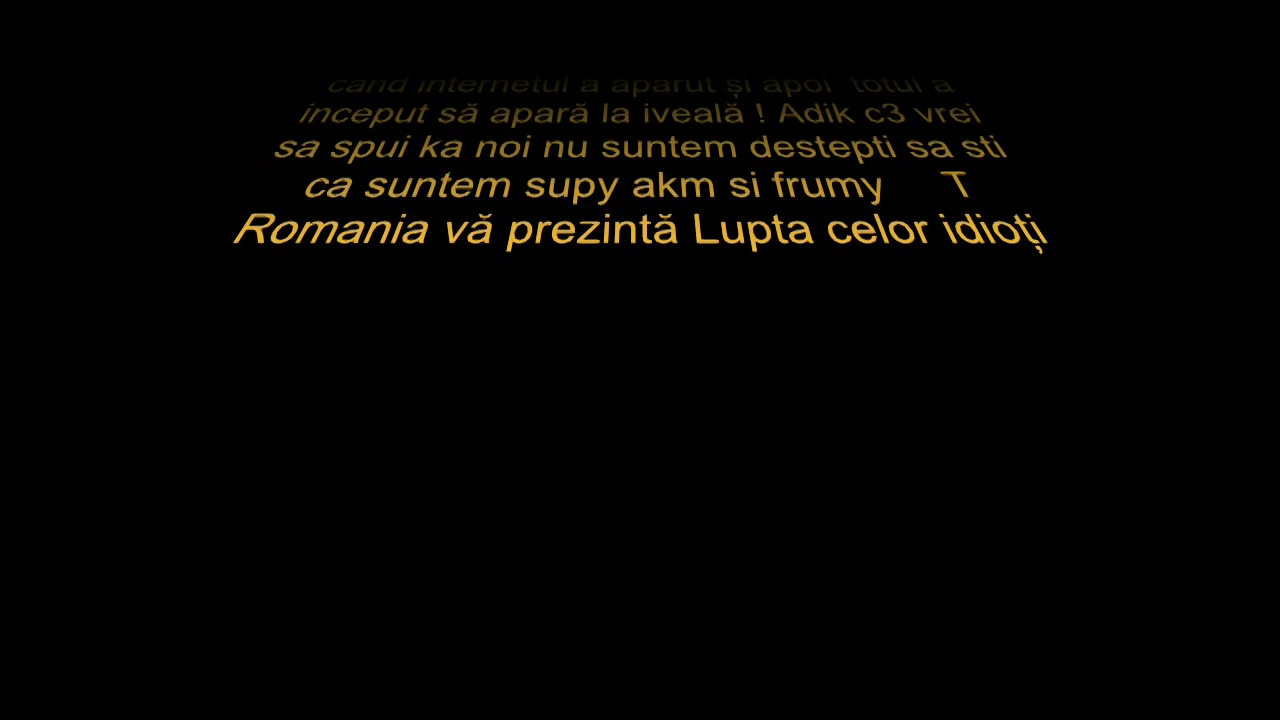 cand internetul a aparut și apoi totul a
inceput să apară la iveală ! Adik c3 vrei
sa spui ka noi nu suntem destepti sa sti
ca suntem supy akm si frumy T
Romania vă prezintă Lupta celor idioți